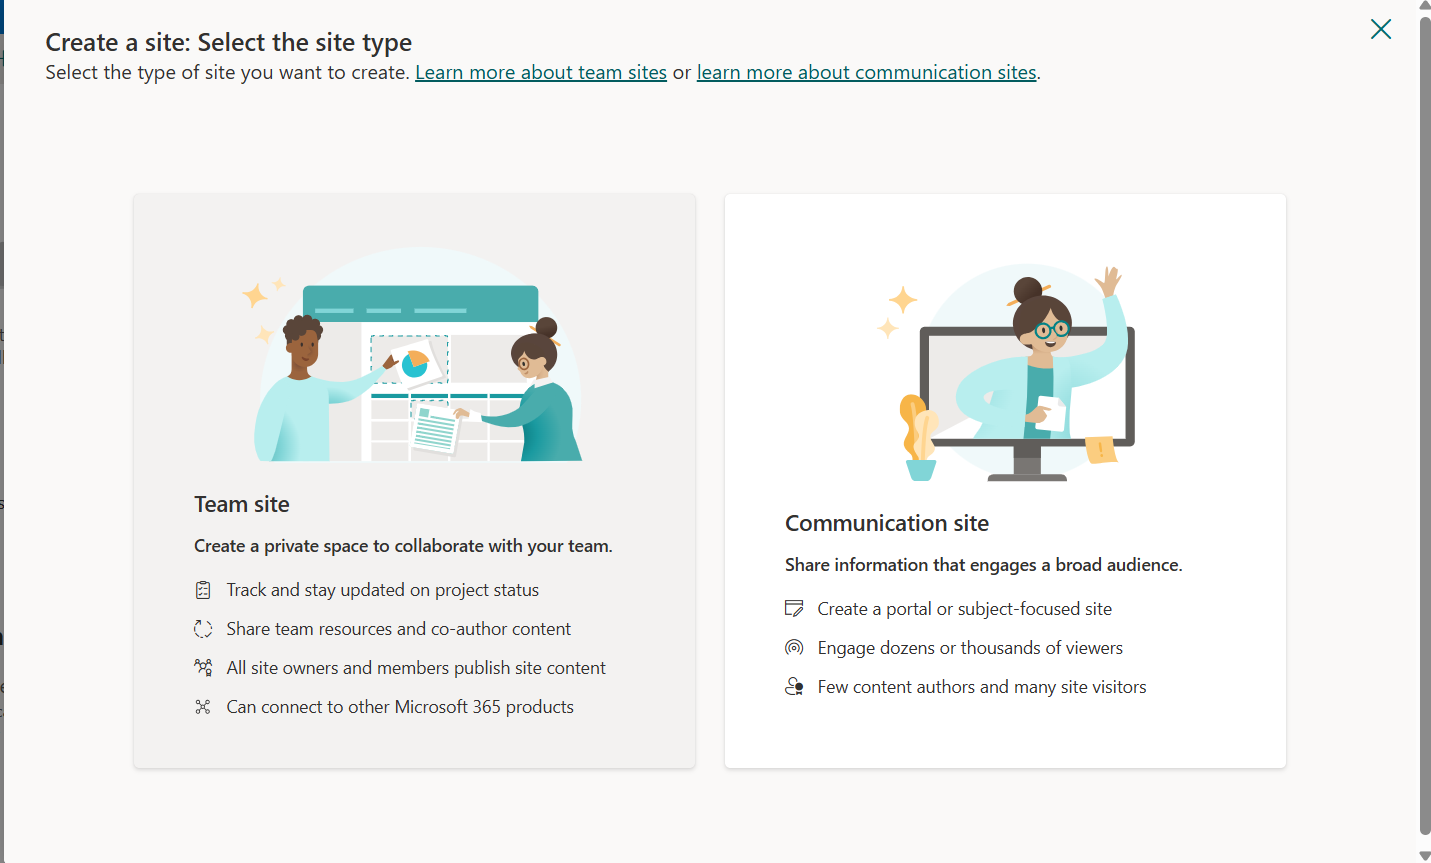 Create a site: Select the site type
Select the type of site you want to create. Learn more about team sites or learn more about communication sites.
Team site
Create a private space to collaborate with your team.
Track and stay updated on project status
Share team resources and co-author content
All site owners and members publish site content
Can connect to other Microsoft 365 products
Communication site
Share information that engages a broad audience.
Create a portal or subject-focused site
Engage dozens or thousands of viewers
Few content authors and many site visitors